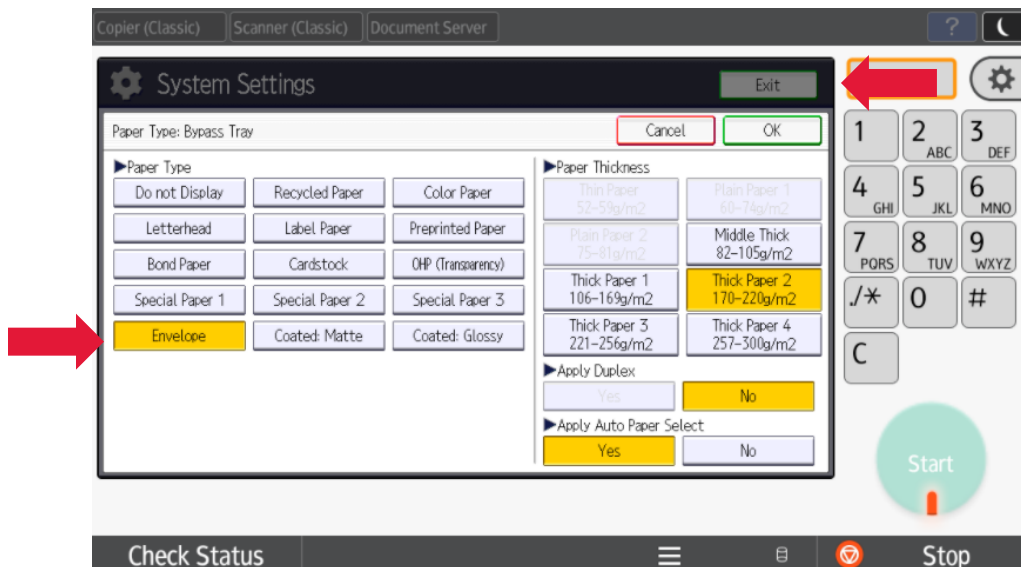 Copier (Classic)
Scanner (Classic)
Document Server
?
System Settings
Exit
Paper Type: Bypass Tray
Cancel
OK
▶Paper Type
Do not Display
Recycled Paper
Color Paper
Letterhead
Label Paper
Preprinted Paper
Bond Paper
Cardstock
OHP (Transparency)
Special Paper 1
Special Paper 2
Special Paper 3
Envelope
Coated: Matte
Coated: Glossy
▶Paper Thickness
Thin Paper
52-59g/m2
Plain Paper 1
60-74g/m2
Plain Paper 2
75-81g/m2
Middle Thick
82-105g/m2
Thick Paper 1
106-169g/m2
Thick Paper 2
170-220g/m2
Thick Paper 3
221-256g/m2
Thick Paper 4
257-300g/m2
▶Apply Duplex
Yes
No
▶Apply Auto Paper Select
Yes
No
1
2 ABC
3 DEF
4 GHI
5 JKL
6 MNO
7 PQRS
8 TUV
9 WXYZ
./*
0
#
C
Start
Check Status
Stop